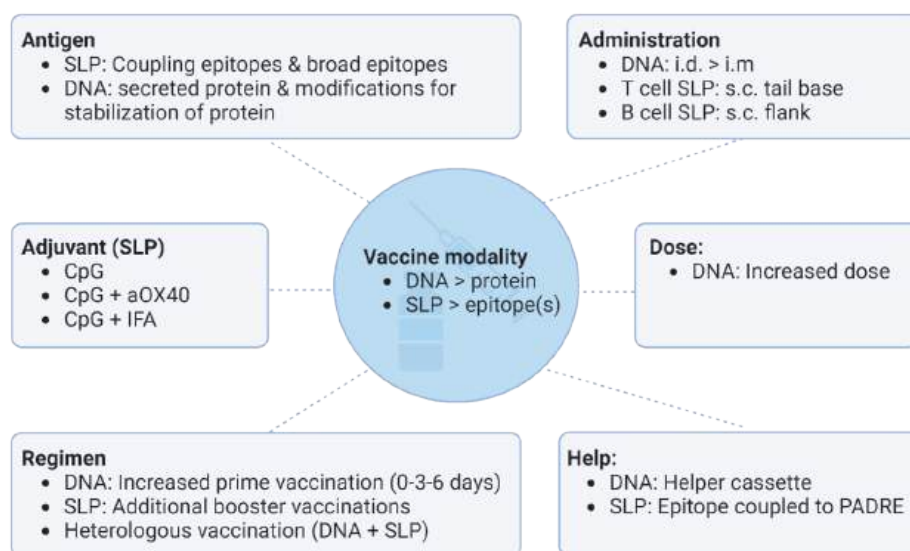 Antigen
• SLP: Coupling epitopes & broad epitopes
• DNA: secreted protein & modifications for
stabilization of protein
Administration
• DNA: i.d. > i.m
• T cell SLP: s.c. tail base
• B cell SLP: s.c. flank
Adjuvant (SLP)
• CpG
• CpG + aOX40
• CpG + IFA
Vaccine modality
• DNA > protein
• SLP > epitope(s)
Dose:
• DNA: Increased dose
Regimen
• DNA: Increased prime vaccination (0-3-6 days)
• SLP: Additional booster vaccinations
• Heterologous vaccination (DNA + SLP)
Help:
• DNA: Helper cassette
• SLP: Epitope coupled to PADRE